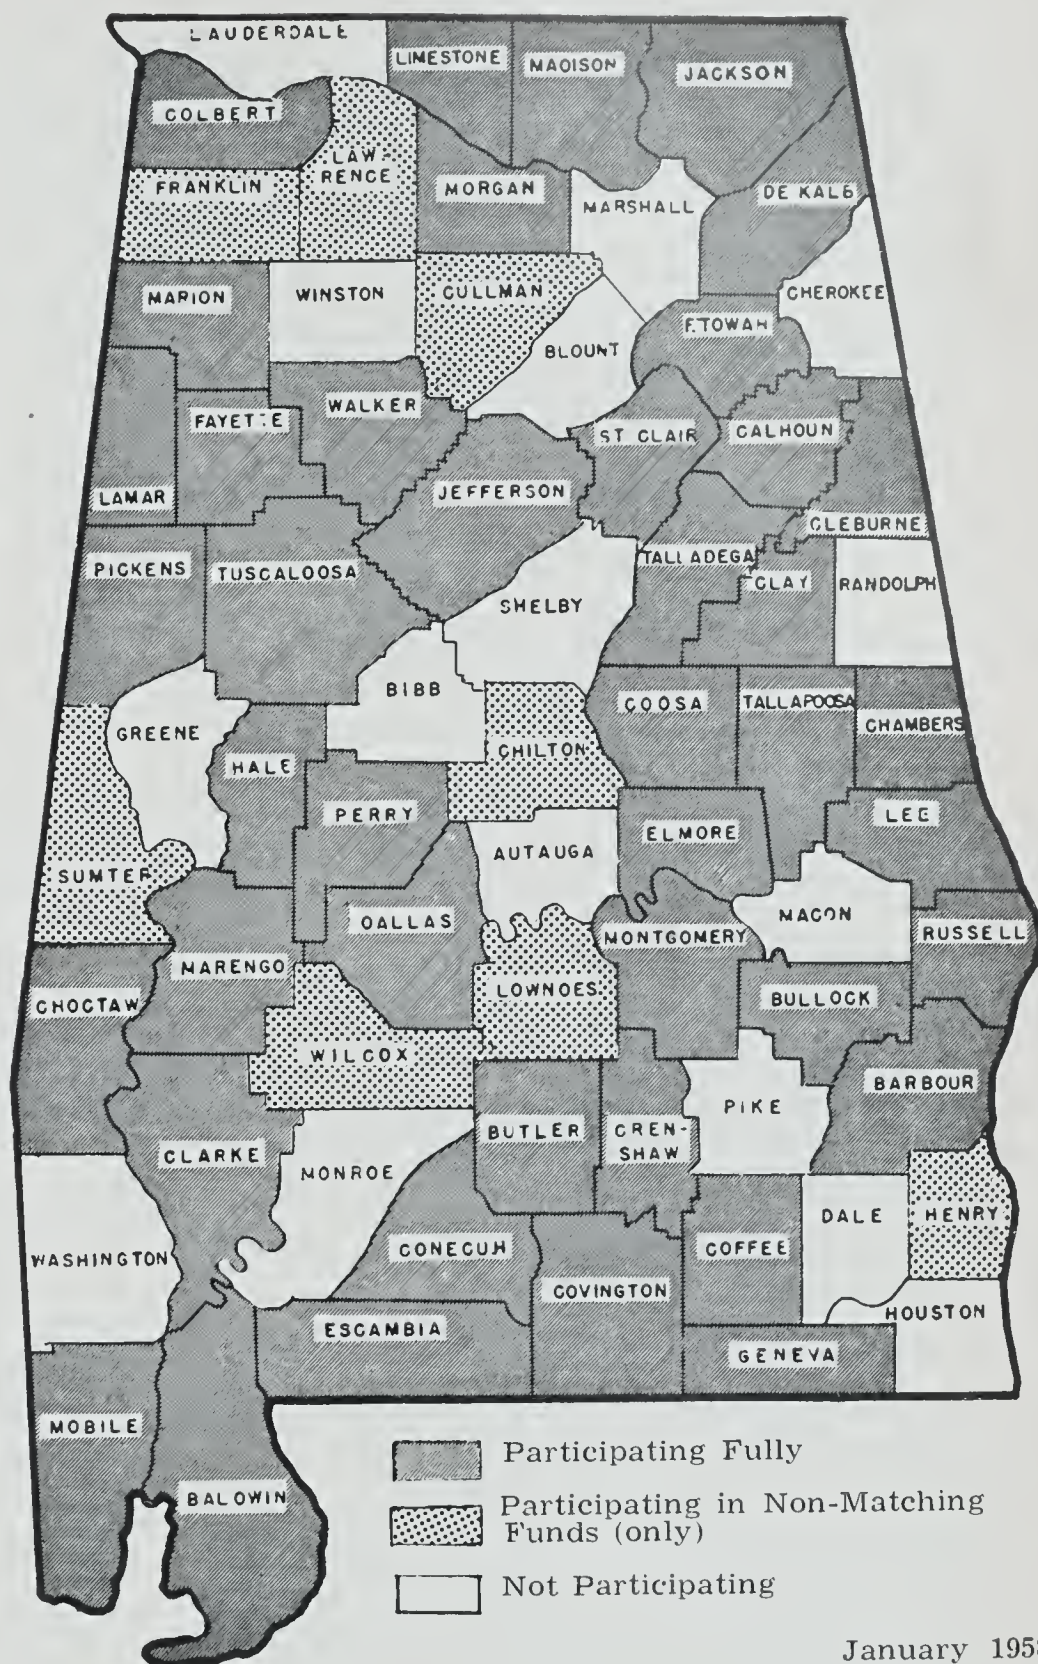 LAUDERDALE
LIMESTONE
MADISON
JACKSON
COLBERT
LAW-
RENCE
FRANKLIN
MORGAN
MARSHALL
DE KALB
MARION
WINSTON
CULLMAN
CHEROKEE
BLOUNT
ETOWAH
FAYETTE
WALKER
ST CLAIR
CALHOUN
LAMAR
JEFFERSON
CLEBURNE
PICKENS
TUSCALOOSA
TALLADEGA
CLAY
RANDOLPH
SHELBY
BIBB
GREENE
COOSA
TALLAPOOSA
CHAMBERS
HALE
CHILTON
PERRY
ELMORE
LEE
AUTAUGA
SUMTER
DALLAS
MACON
MONTGOMERY
RUSSELL
MARENGO
LOWNDES
BULLOCK
CHOCTAW
WILCOX
BARBOUR
PIKE
BUTLER
CREN-
SHAW
CLARKE
MONROE
DALE
HENRY
WASHINGTON
CONECUH
COFFEE
COVINGTON
HOUSTON
ESCAMBIA
GENEVA
MOBILE
BALDWIN
Participating Fully
Participating in Non-Matching
Funds (only)
Not Participating
January